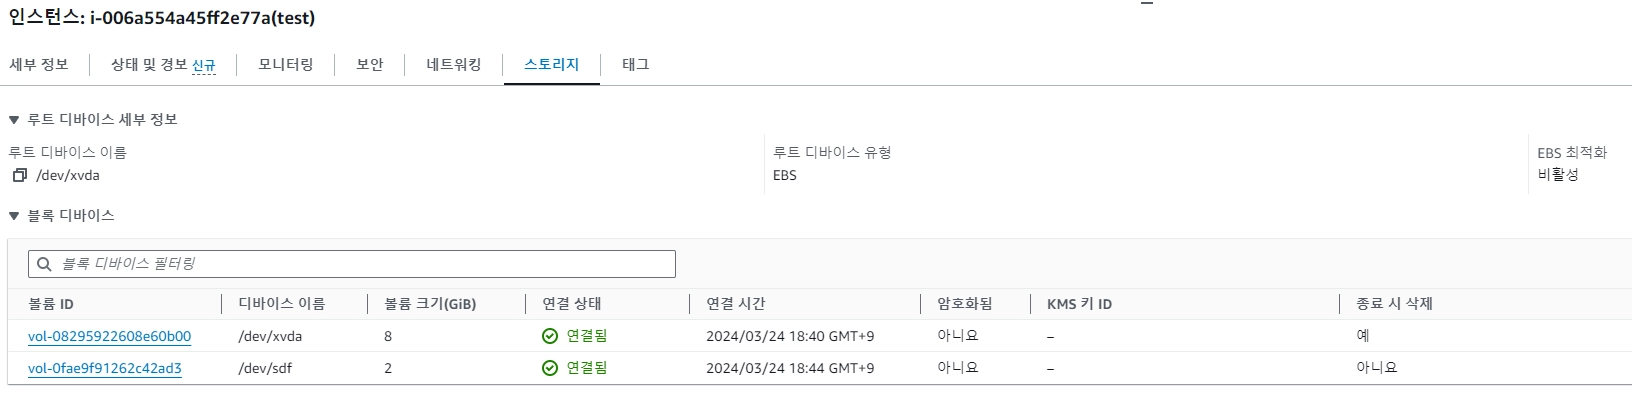 인스턴스: i-006a554a45ff2e77a(test)
세부 정보 상태 및 경보 신규 모니터링 보안 네트워킹 스토리지 태그
루트 디바이스 세부 정보
루트 디바이스 이름 루트 디바이스 유형 EBS 최적화
/dev/xvda EBS 비활성
블록 디바이스
블록 디바이스 필터링
볼륨 ID 디바이스 이름 볼륨 크기(GiB) 연결 상태 연결 시간 암호화됨 KMS 키 ID 종료 시 삭제
vol-08295922608e60b00 /dev/xvda 8 연결됨 2024/03/24 18:40 GMT+9 아니요 – 예
vol-0fae9f91262c42ad3 /dev/sdf 2 연결됨 2024/03/24 18:44 GMT+9 아니요 – 아니요